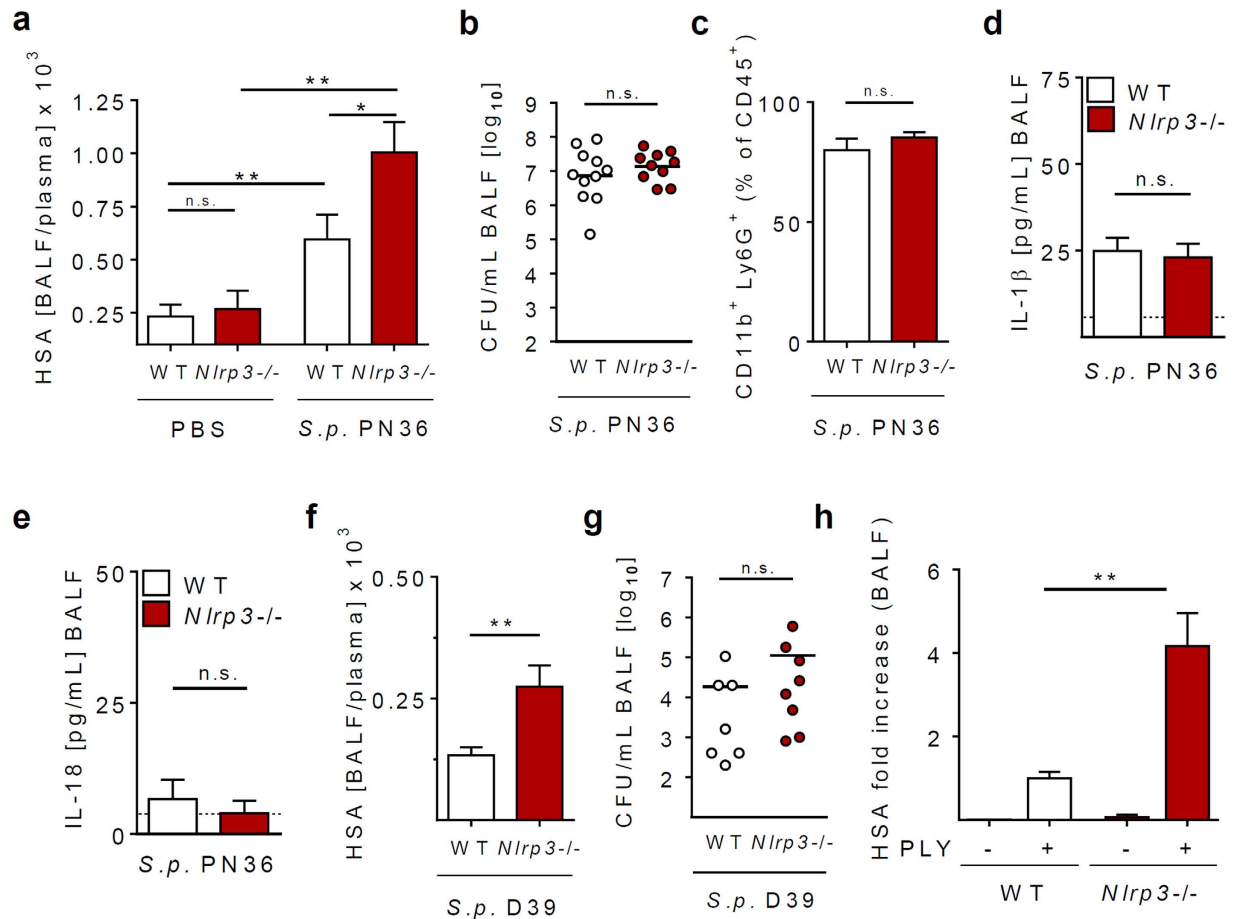 a
HSA [BALF/plasma] x 10³
1.25
1.00
0.75
0.50
0.25
**
*
**
n.s.
WT Nlrp3-/- WT Nlrp3-/-
PBS S.p. PN36
b
CFU/mL BALF [log₁₀]
9
8
7
6
5
4
3
2
n.s.
WT Nlrp3-/-
S.p. PN36
c
CD11b⁺ Ly6G⁺ (% of CD45⁺)
100
50
0
n.s.
WT Nlrp3-/-
S.p. PN36
d
IL-1β [pg/mL] BALF
75
50
25
0
WT
Nlrp3-/-
n.s.
S.p. PN36
e
IL-18 [pg/mL] BALF
50
25
0
WT
Nlrp3-/-
n.s.
S.p. PN36
f
HSA [BALF/plasma] x 10³
0.50
0.25
0.00
**
WT Nlrp3-/-
S.p. D39
g
CFU/mL BALF [log₁₀]
7
6
5
4
3
2
n.s.
WT Nlrp3-/-
S.p. D39
h
HSA fold increase (BALF)
6
4
2
**
PLY - + - +
WT Nlrp3-/-